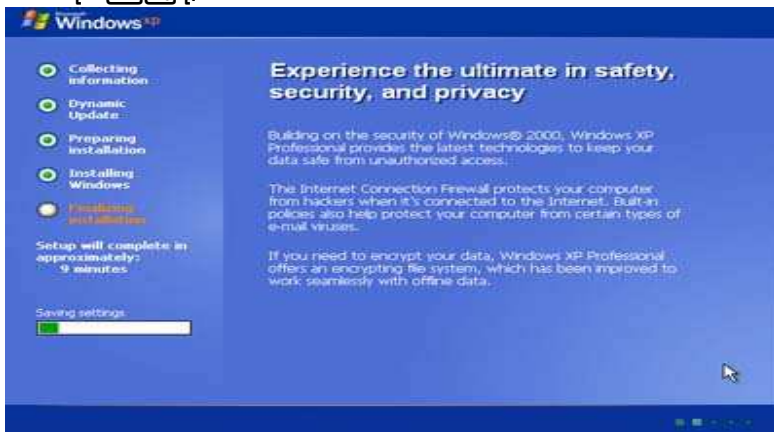 Microsoft
Windows xp
Collecting
information
Dynamic
Update
Preparing
installation
Installing
Windows
Finalizing
installation
Setup will complete in
approximately:
9 minutes
Saving settings
Experience the ultimate in safety,
security, and privacy
Building on the security of Windows® 2000, Windows XP
Professional provides the latest technologies to keep your
data safe from unauthorized access.
The Internet Connection Firewall protects your computer
from hackers when it's connected to the Internet. Built-in
policies also help protect your computer from certain types of
e-mail viruses.
If you need to encrypt your data, Windows XP Professional
offers an encrypting file system, which has been improved to
work seamlessly with offline data.